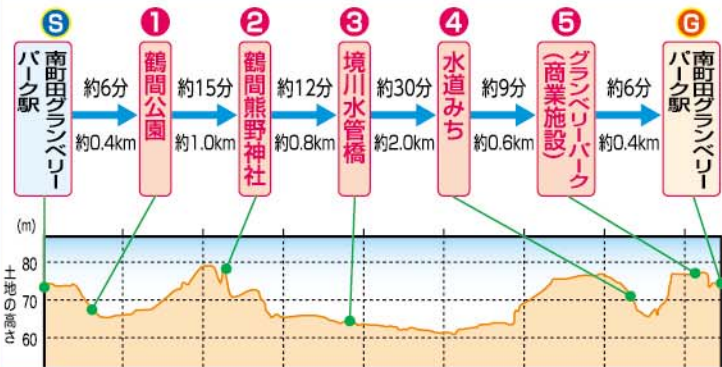 S
南町田グランベリー
パーク駅
約6分
約0.4km
1
鶴間公園
約15分
約1.0km
2
鶴間熊野神社
約12分
約0.8km
3
境川水管橋
約30分
約2.0km
4
水道みち
約9分
約0.6km
5
グランベリーパーク
(商業施設)
約6分
約0.4km
G
南町田グランベリー
パーク駅
(m)
80
70
60
土地の高さ